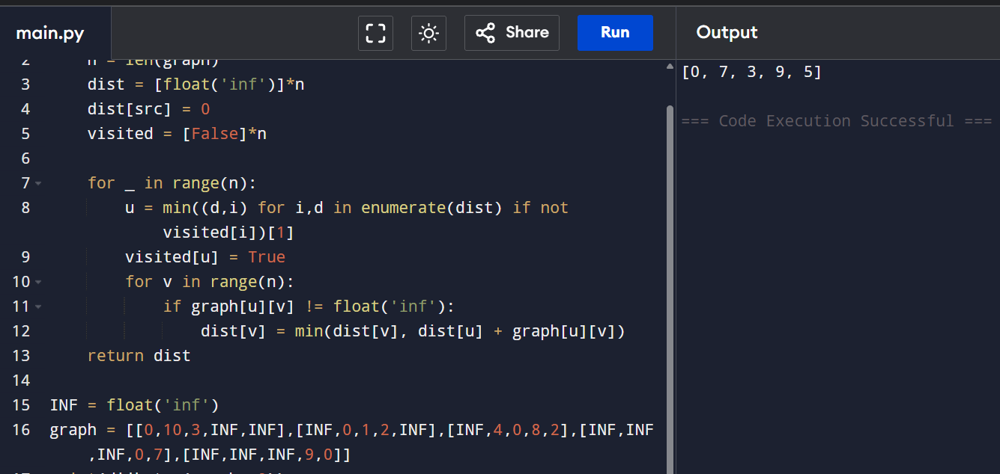 main.py
Share
Run
Output
2 n = len(graph)
3 dist = [float('inf')]*n
4 dist[src] = 0
5 visited = [False]*n
6
7 for _ in range(n):
8 u = min((d,i) for i,d in enumerate(dist) if not
visited[i])[1]
9 visited[u] = True
10 for v in range(n):
11 if graph[u][v] != float('inf'):
12 dist[v] = min(dist[v], dist[u] + graph[u][v])
13 return dist
14
15 INF = float('inf')
16 graph = [[0,10,3,INF,INF],[INF,0,1,2,INF],[INF,4,0,8,2],[INF,INF
,INF,0,7],[INF,INF,INF,9,0]]
[0, 7, 3, 9, 5]
=== Code Execution Successful ===